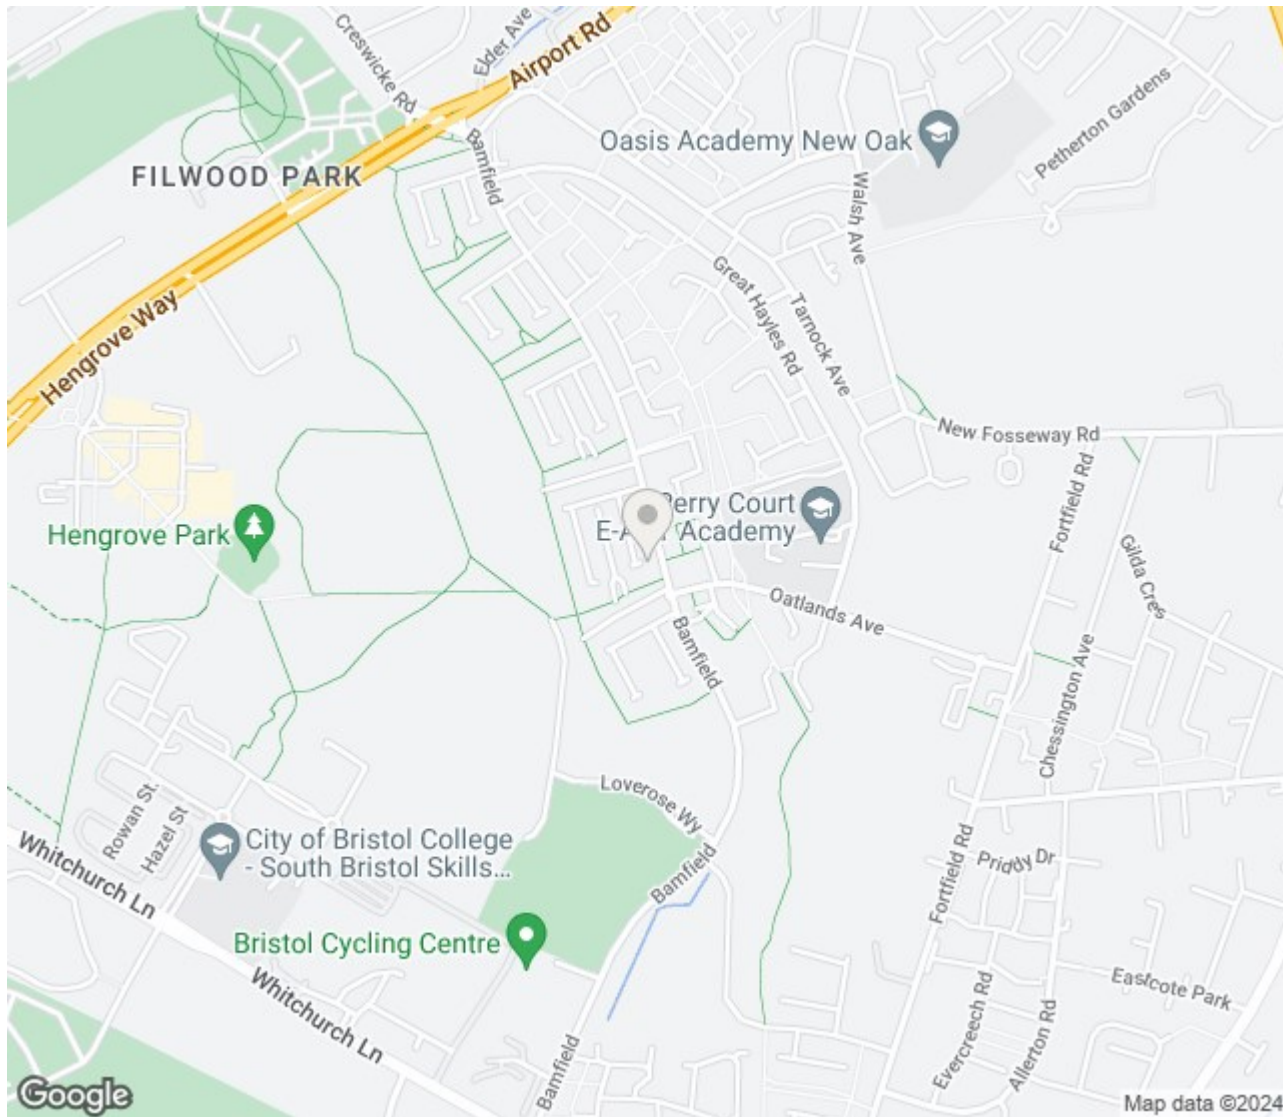 Creswicke Rd
Elder Ave
Airport Rd
Bamfield
Oasis Academy New Oak
Petherton Gardens
FILWOOD PARK
Walsh Ave
Great Hayles Rd
Tarnock Ave
Hengrove Way
New Fosseway Rd
Fortfield Rd
Perry Court
Academy
Hengrove Park
Gilda Cres
Oatlands Ave
Bamfield
Chessington Ave
Loverose Wy
Rowan St.
Hazel St
City of Bristol College
- South Bristol Skills...
Whitchurch Ln
Bamfield
Fortfield Rd
Priddy Dr
Bristol Cycling Centre
Whitchurch Ln
Eastcote Park
Evercreech Rd
Allerton Rd
Bamfield
Google
Map data ©2024